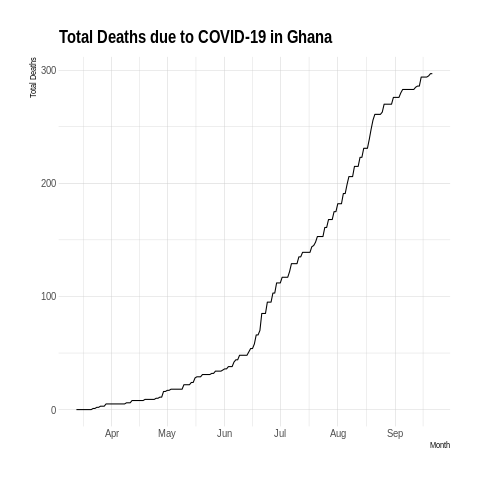 Total Deaths due to COVID-19 in Ghana
Total Deaths
300
200
100
0
Apr May Jun Jul Aug Sep
Month